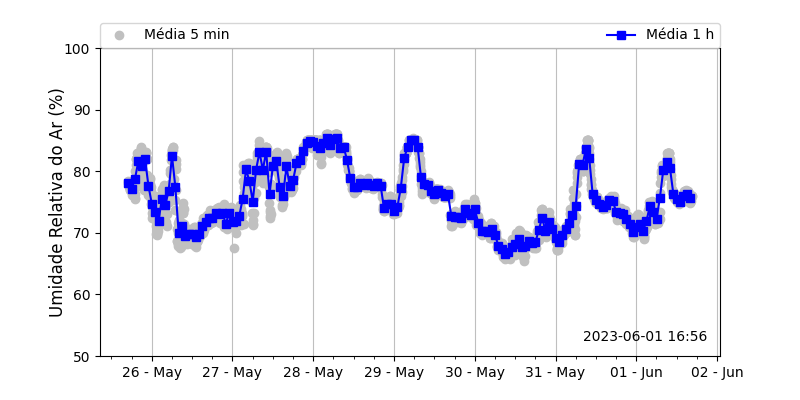 Média 5 min
Média 1 h
Umidade Relativa do Ar (%)
100
90
80
70
60
50
2023-06-01 16:56
26 - May
27 - May
28 - May
29 - May
30 - May
31 - May
01 - Jun
02 - Jun